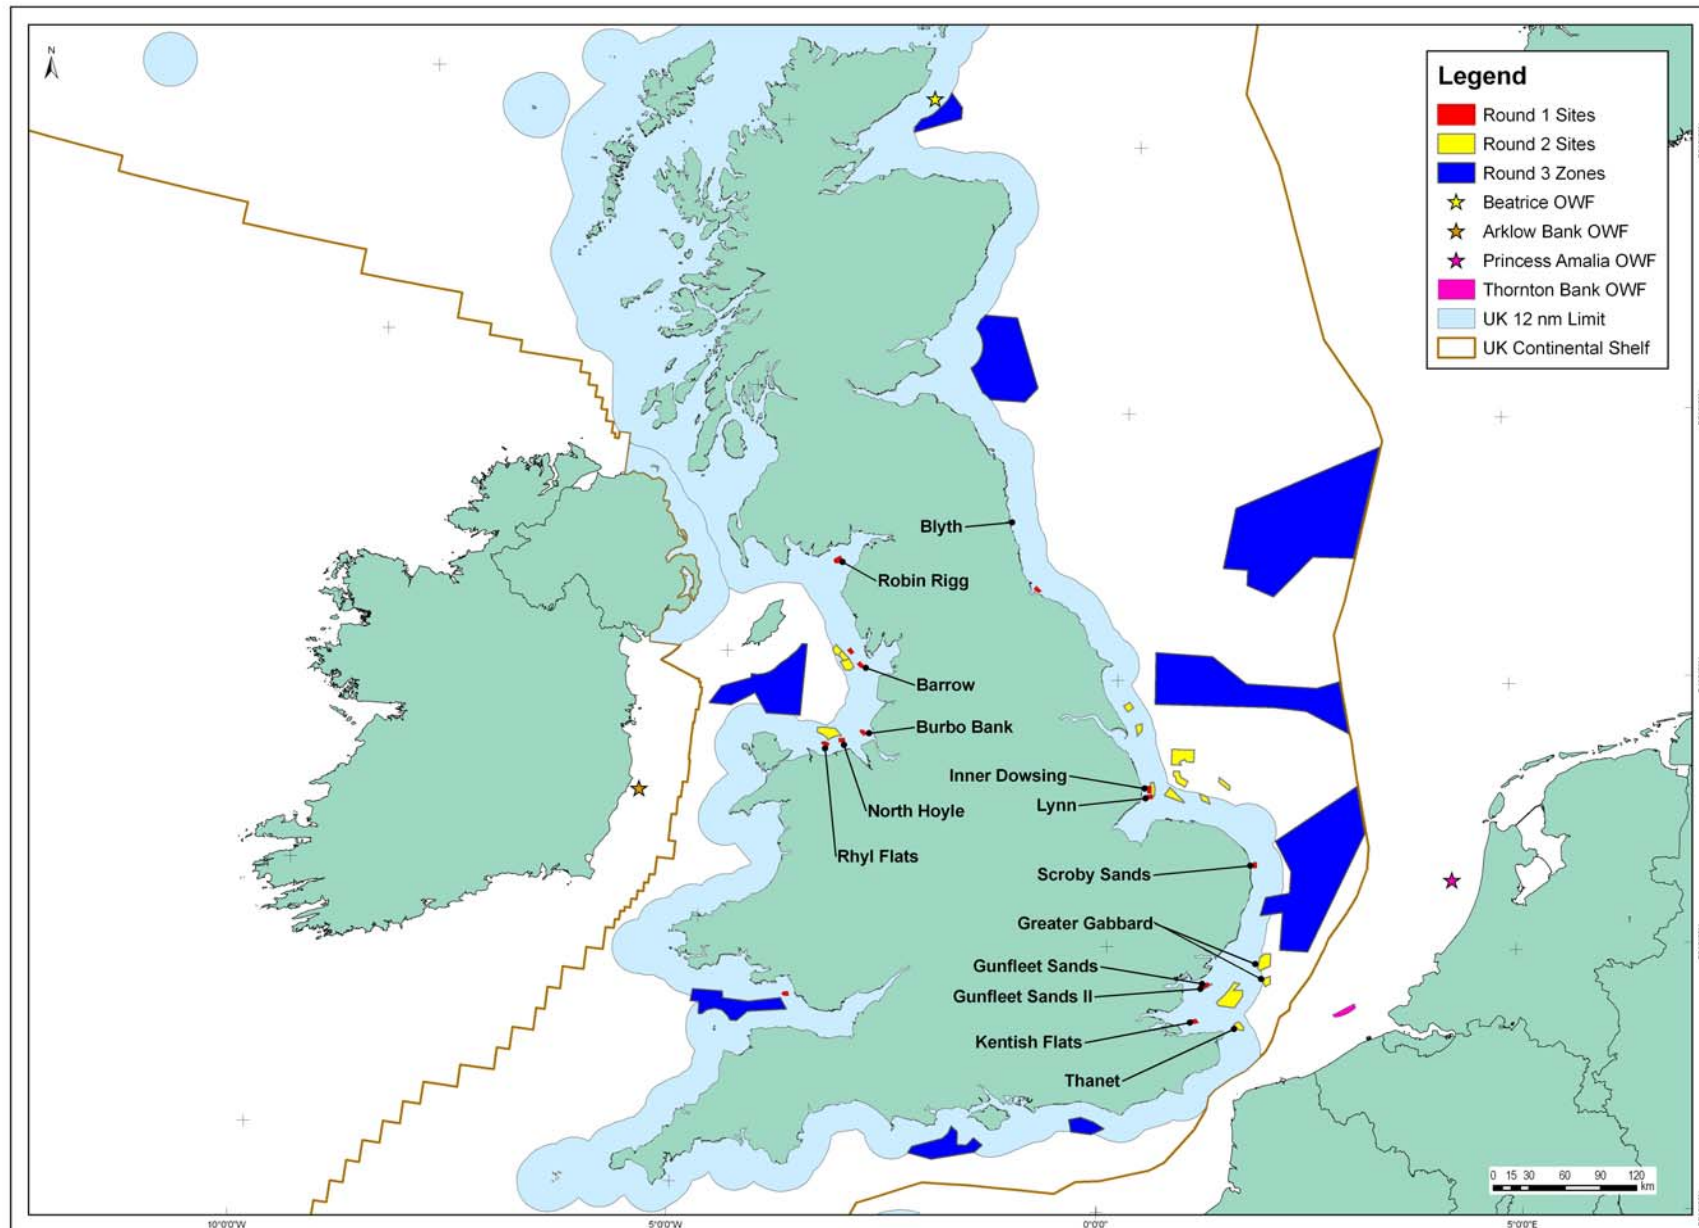 N
Legend
Round 1 Sites
Round 2 Sites
Round 3 Zones
Beatrice OWF
Arklow Bank OWF
Princess Amalia OWF
Thornton Bank OWF
UK 12 nm Limit
UK Continental Shelf
Blyth
Robin Rigg
Barrow
Burbo Bank
Inner Dowsing
Lynn
North Hoyle
Rhyl Flats
Scroby Sands
Greater Gabbard
Gunfleet Sands
Gunfleet Sands II
Kentish Flats
Thanet
0 15 30 60 90 120
km
10°0'0"W 5°0'0"W 0°0'0" 5°0'0"E